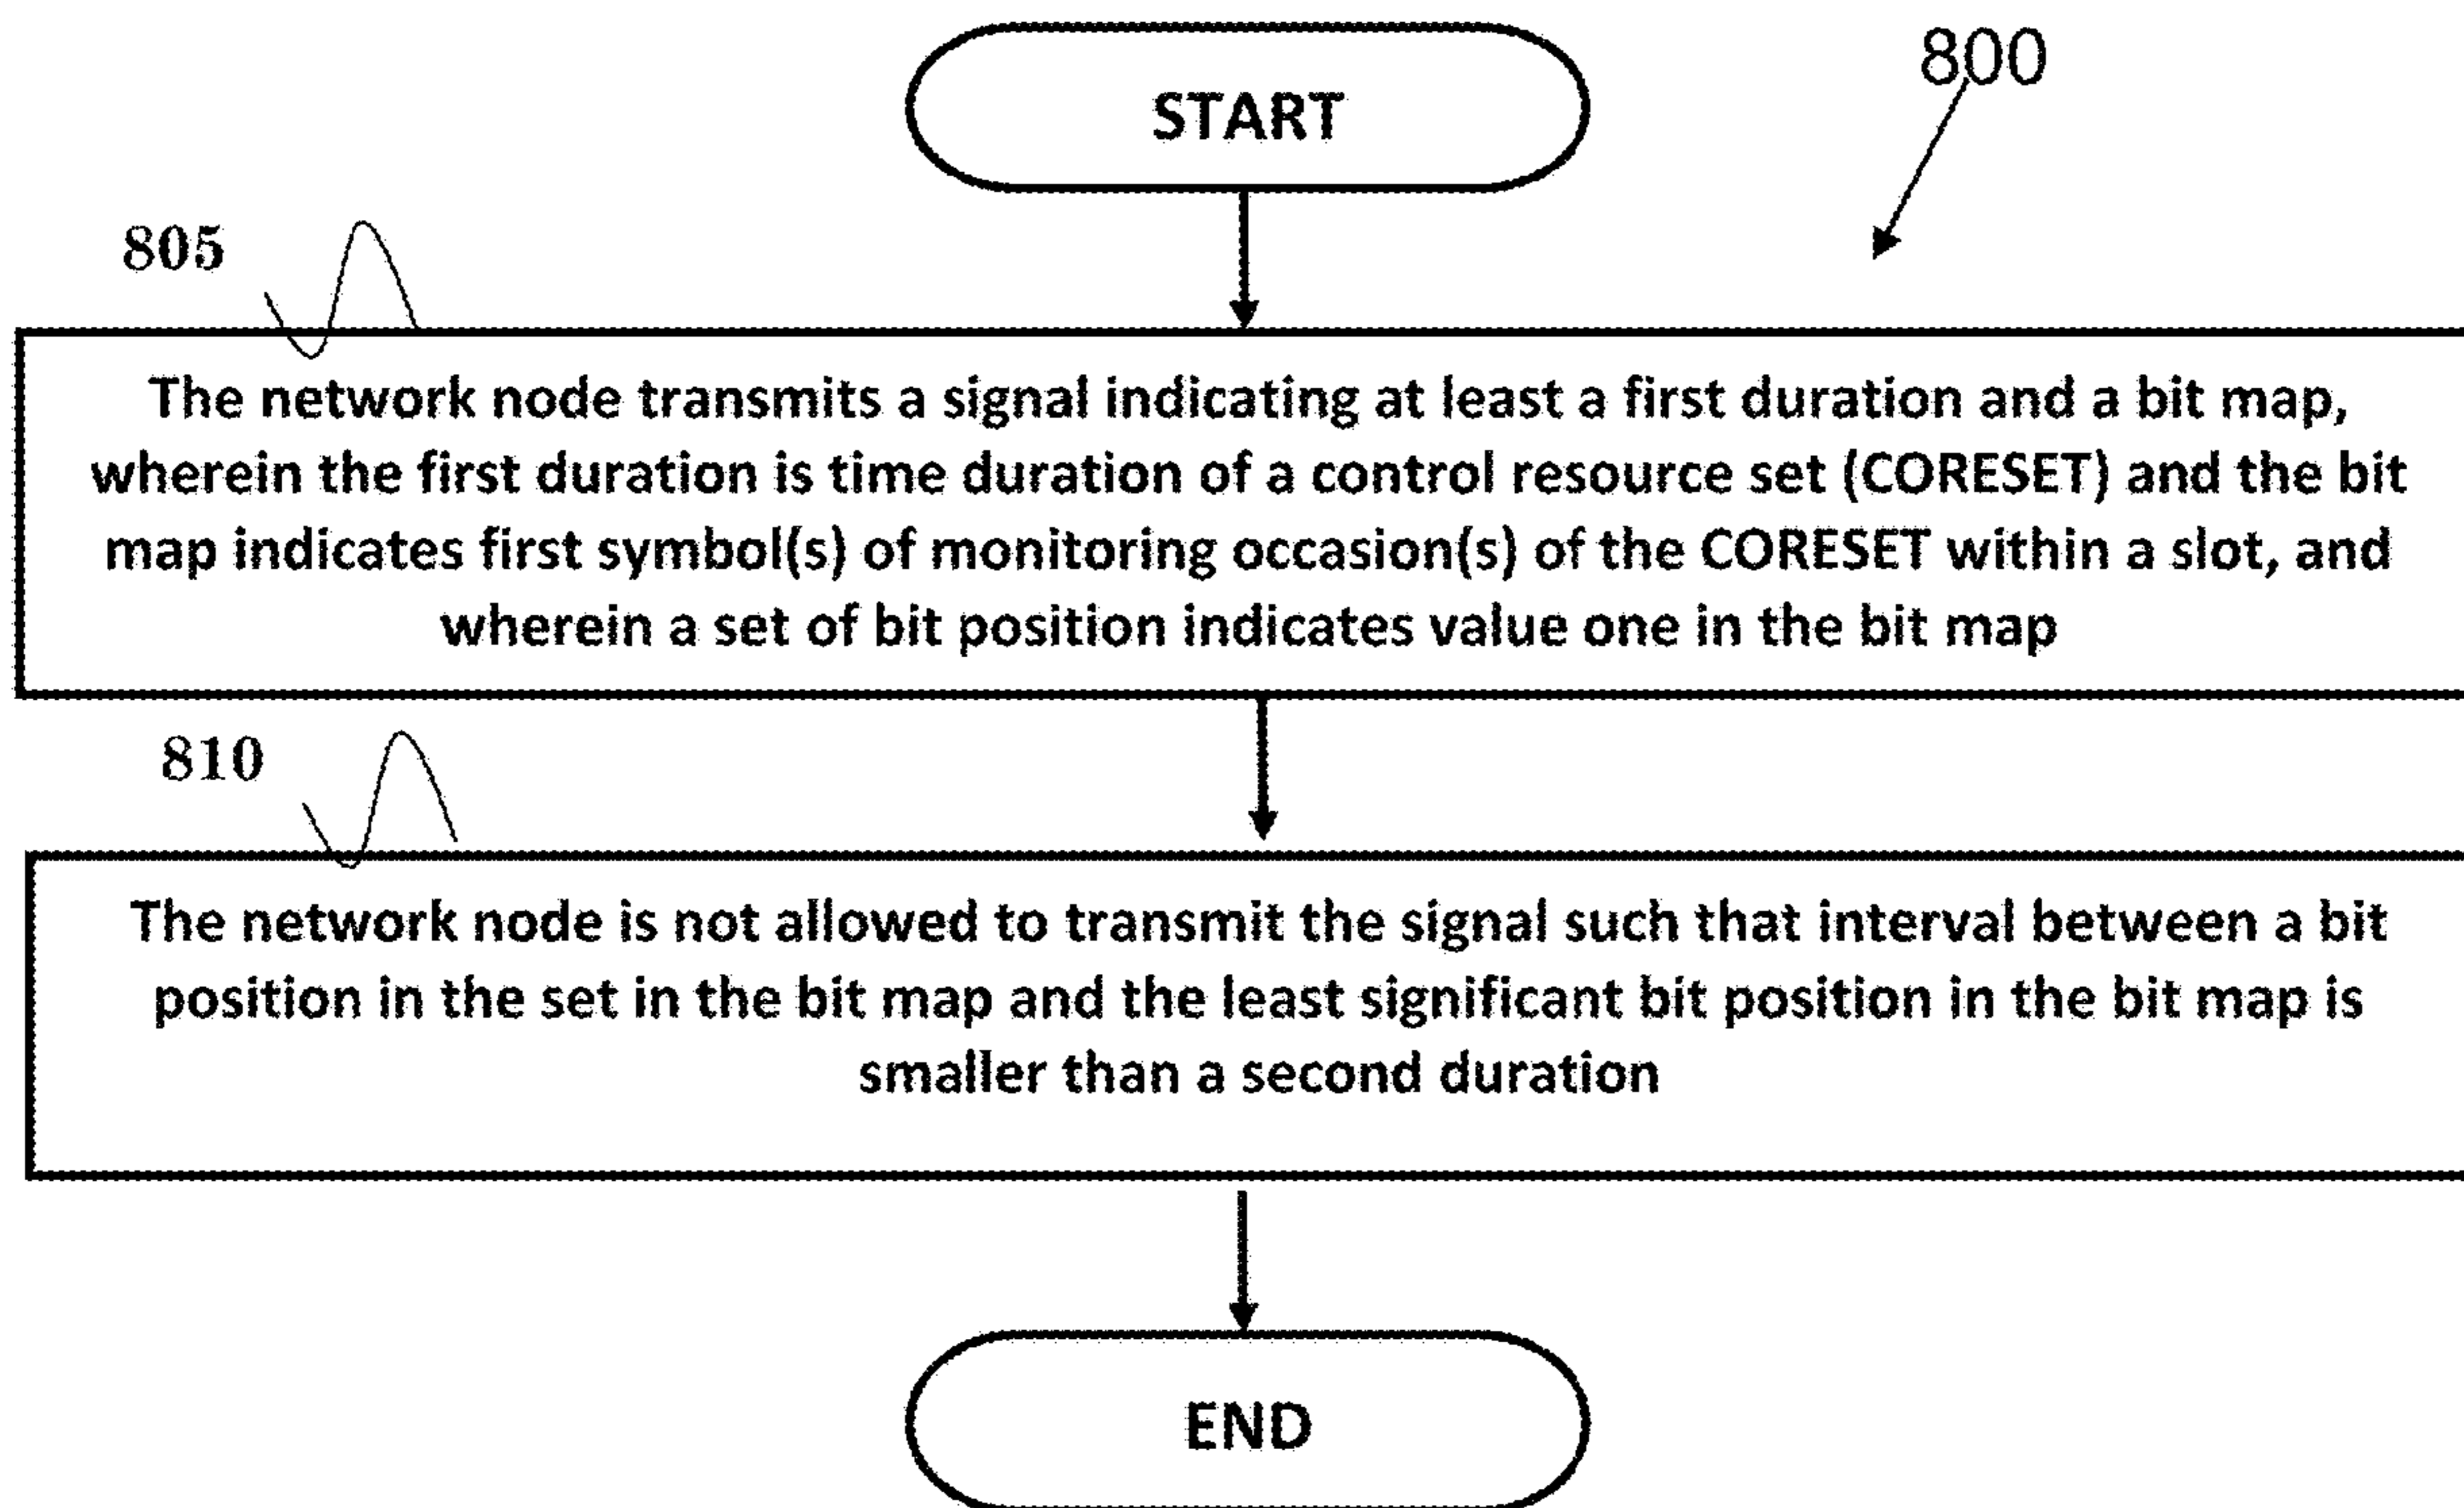 START
800
805
The network node transmits a signal indicating at least a first duration and a bit map,
wherein the first duration is time duration of a control resource set (CORESET) and the bit
map indicates first symbol(s) of monitoring occasion(s) of the CORESET within a slot, and
wherein a set of bit position indicates value one in the bit map
810
The network node is not allowed to transmit the signal such that interval between a bit
position in the set in the bit map and the least significant bit position in the bit map is
smaller than a second duration
END